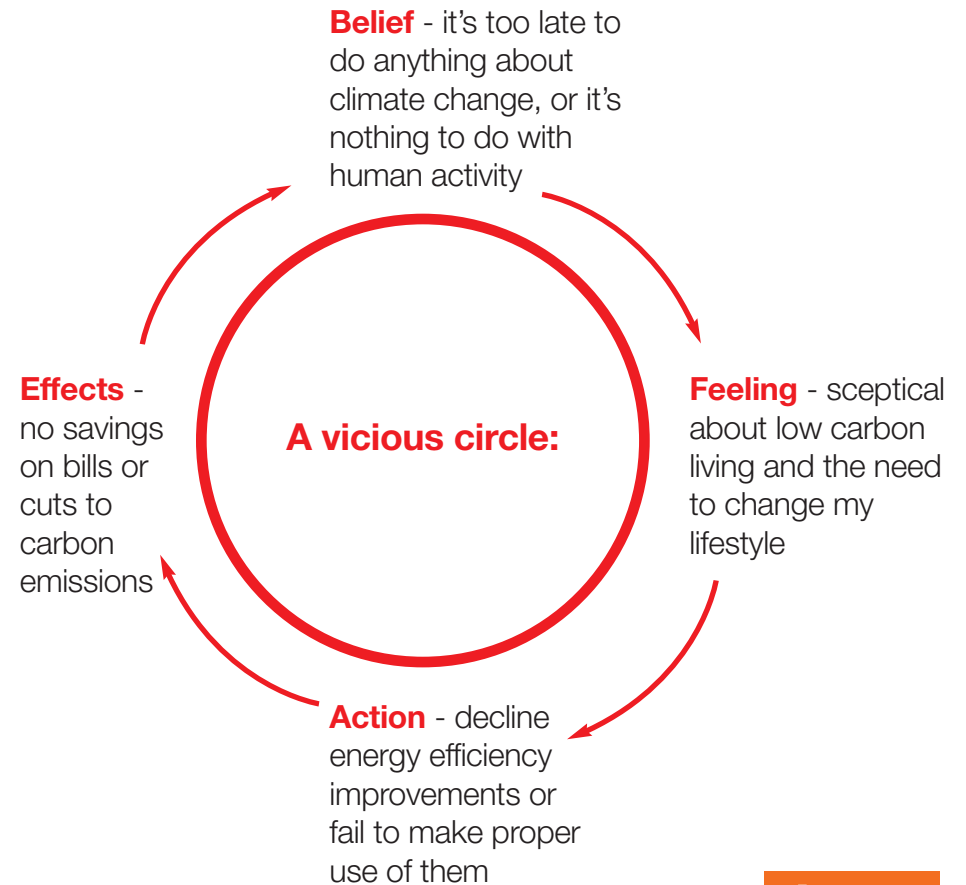 Belief - it’s too late to
do anything about
climate change, or it’s
nothing to do with
human activity
Feeling - sceptical
about low carbon
living and the need
to change my
lifestyle
Action - decline
energy efficiency
improvements or
fail to make proper
use of them
Effects -
no savings
on bills or
cuts to
carbon
emissions
A vicious circle: